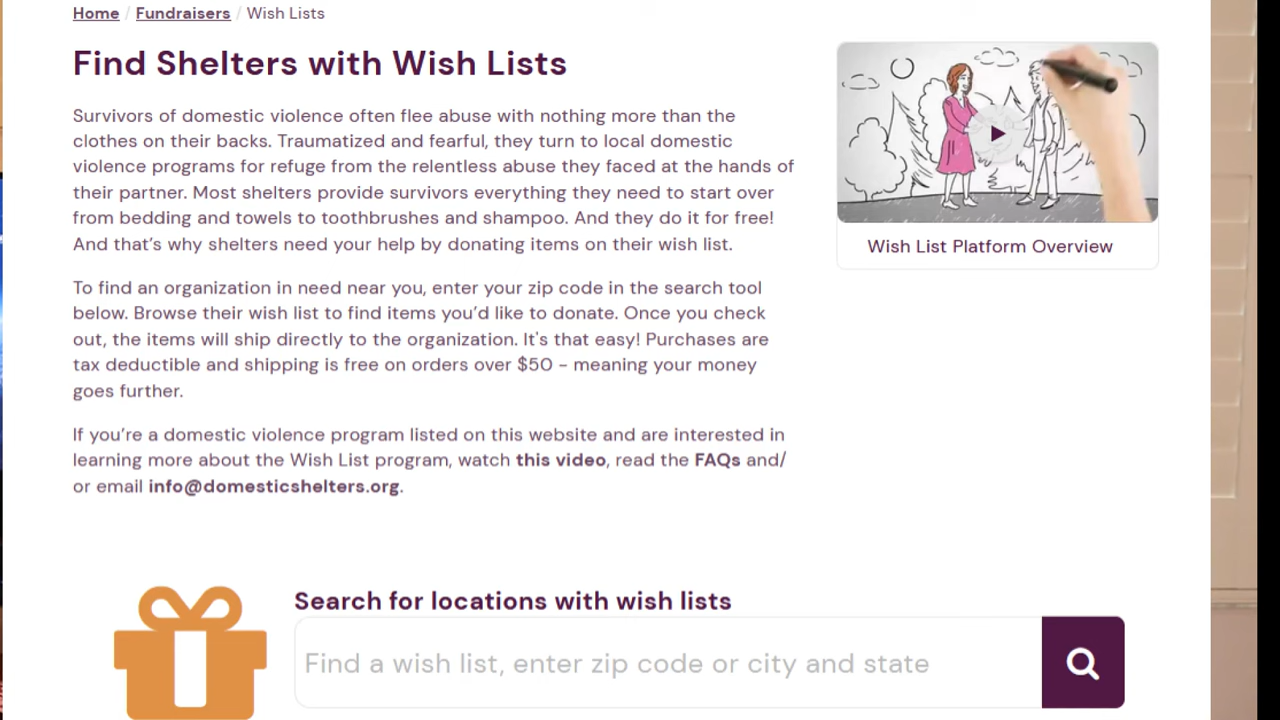 Home / Fundraisers / Wish Lists
Find Shelters with Wish Lists
Survivors of domestic violence often flee abuse with nothing more than the
clothes on their backs. Traumatized and fearful, they turn to local domestic
violence programs for refuge from the relentless abuse they faced at the hands of
their partner. Most shelters provide survivors everything they need to start over
from bedding and towels to toothbrushes and shampoo. And they do it for free!
And that’s why shelters need your help by donating items on their wish list.
To find an organization in need near you, enter your zip code in the search tool
below. Browse their wish list to find items you’d like to donate. Once you check
out, the items will ship directly to the organization. It's that easy! Purchases are
tax deductible and shipping is free on orders over $50 – meaning your money
goes further.
If you’re a domestic violence program listed on this website and are interested in
learning more about the Wish List program, watch this video, read the FAQs and/
or email info@domesticshelters.org.
Wish List Platform Overview
Search for locations with wish lists
Find a wish list, enter zip code or city and state